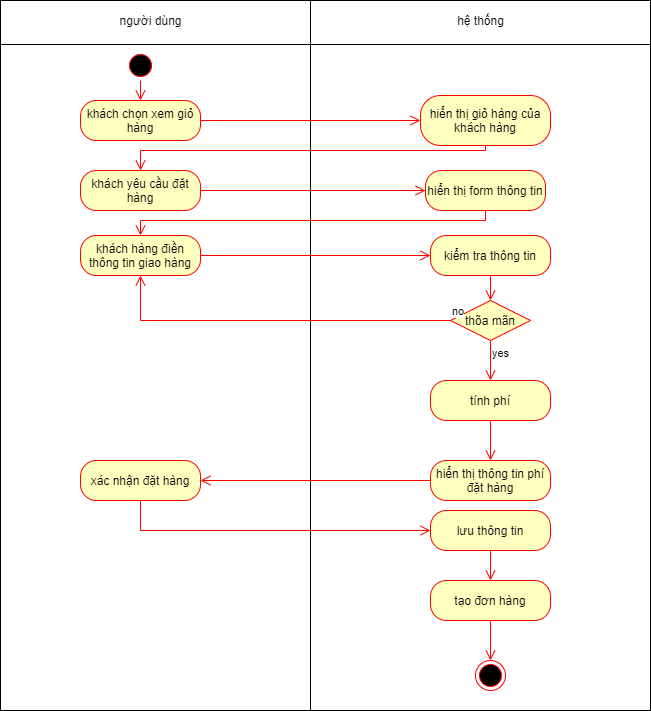 người dùng
hệ thống
khách chọn xem giỏ
hàng
hiển thị giỏ hàng của
khách hàng
khách yêu cầu đặt
hàng
hiển thị form thông tin
khách hàng điền
thông tin giao hàng
kiểm tra thông tin
no
thõa mãn
yes
tính phí
xác nhận đặt hàng
hiển thị thông tin phí
đặt hàng
lưu thông tin
tạo đơn hàng